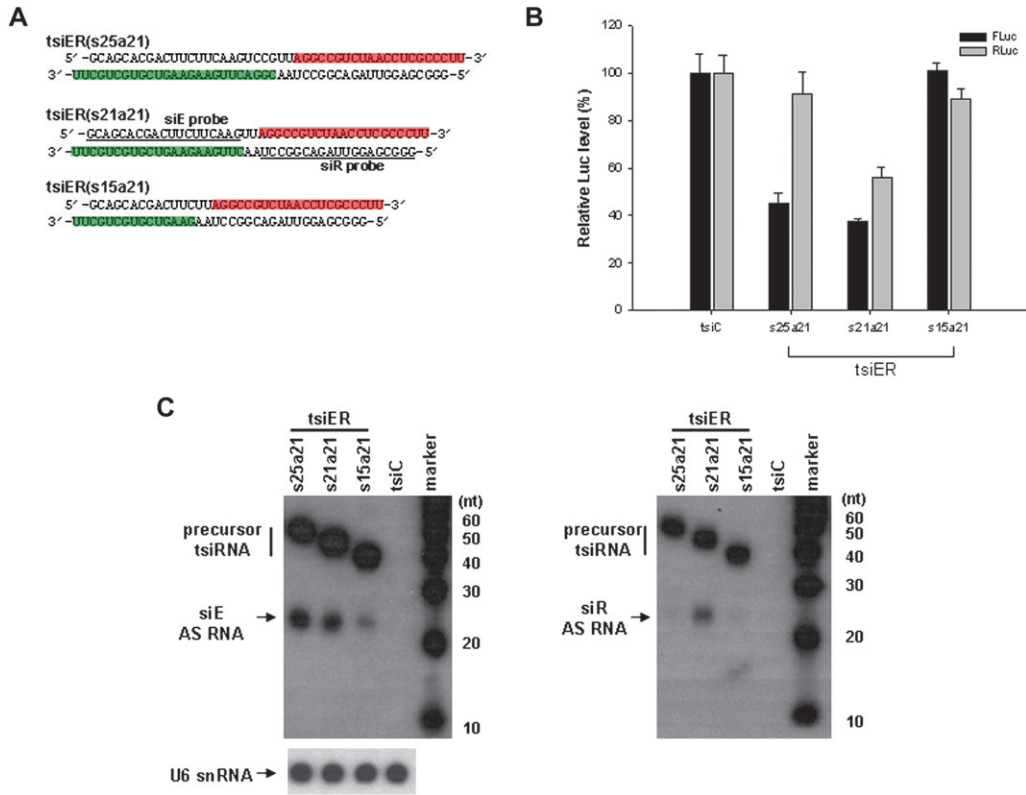 A
tsiER(s25a21)
5′ -GCAGCACGACUUCUUCAAGUCCGUUAGGCCGUCUAACCUCGCCCUU-3′
3′ -UUCGUCGUGCUGAAGAAGUUCAGGCAAUCCGGCAGAUUGGAGCGGG-5′
tsiER(s21a21)
siE probe
5′ -GCAGCACGACUUCUUCAAGUUAGGCCGUCUAACCUCGCCCUU-3′
3′ -UUCGUCGUGCUGAAGAAGUUCAAUCCGGCAGAUUGGAGCGGG-5′
siR probe
tsiER(s15a21)
5′ -GCAGCACGACUUCUUAGGCCGUCUAACCUCGCCCUU-3′
3′ -UUCGUCGUGCUGAAGAAUCCGGCAGAUUGGAGCGGG-5′
B
Relative Luc level (%)
120
100
80
60
40
20
0
FLuc
RLuc
tsiC s25a21 s21a21 s15a21
tsiER
C
tsiER
s25a21
s21a21
s15a21
tsiC
marker
(nt)
precursor
tsiRNA
siE
AS RNA
60
50
40
30
20
10
U6 snRNA
tsiER
s25a21
s21a21
s15a21
tsiC
marker
(nt)
precursor
tsiRNA
siR
AS RNA
60
50
40
30
20
10